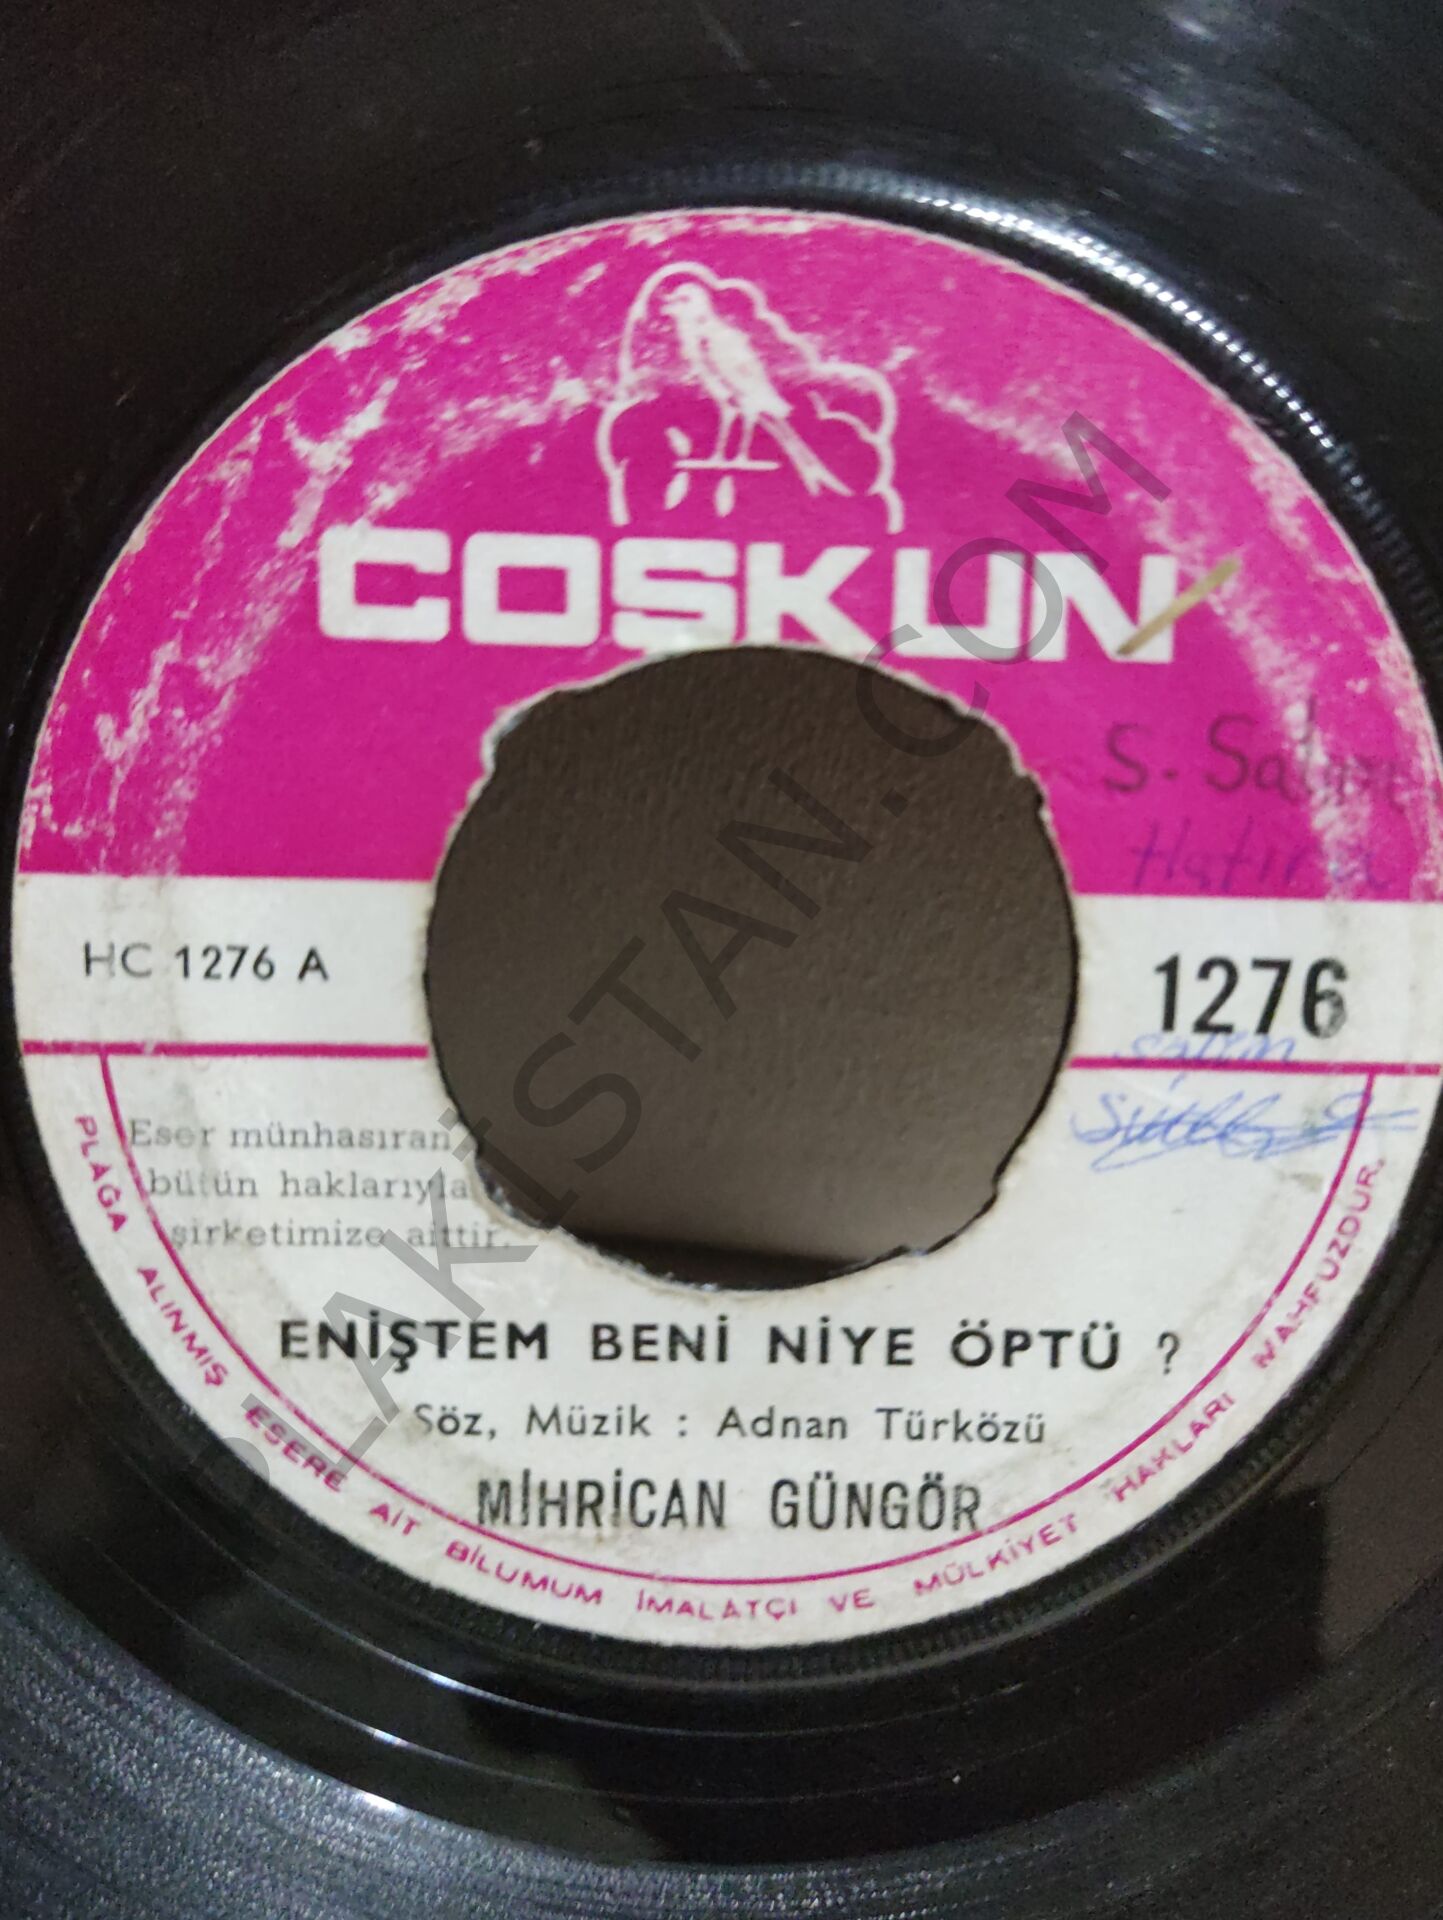 COŞKUN
S.
Hatıra
HC 1276 A
1276
Eser münhasıran
bütün haklarıyla
şirketimize aittir.
ENİŞTEM BENİ NİYE ÖPTÜ ?
Söz, Müzik : Adnan Türközü
MİHRİCAN GÜNGÖR
PLAĞA ALINMIŞ ESERE AİT BİLUMUM İMALATÇI VE MÜLKİYET HAKLARI MAHFUZDUR.
PLAKİSTAN.COM